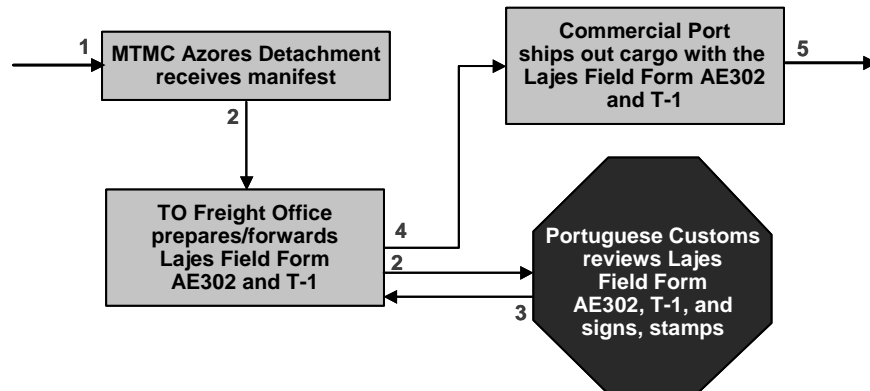 1
MTMC Azores Detachment
receives manifest
2
TO Freight Office
prepares/forwards
Lajes Field Form
AE302 and T-1
4
2
3
Commercial Port
ships out cargo with the
Lajes Field Form AE302
and T-1
5
Portuguese Customs
reviews Lajes
Field Form
AE302, T-1, and
signs, stamps